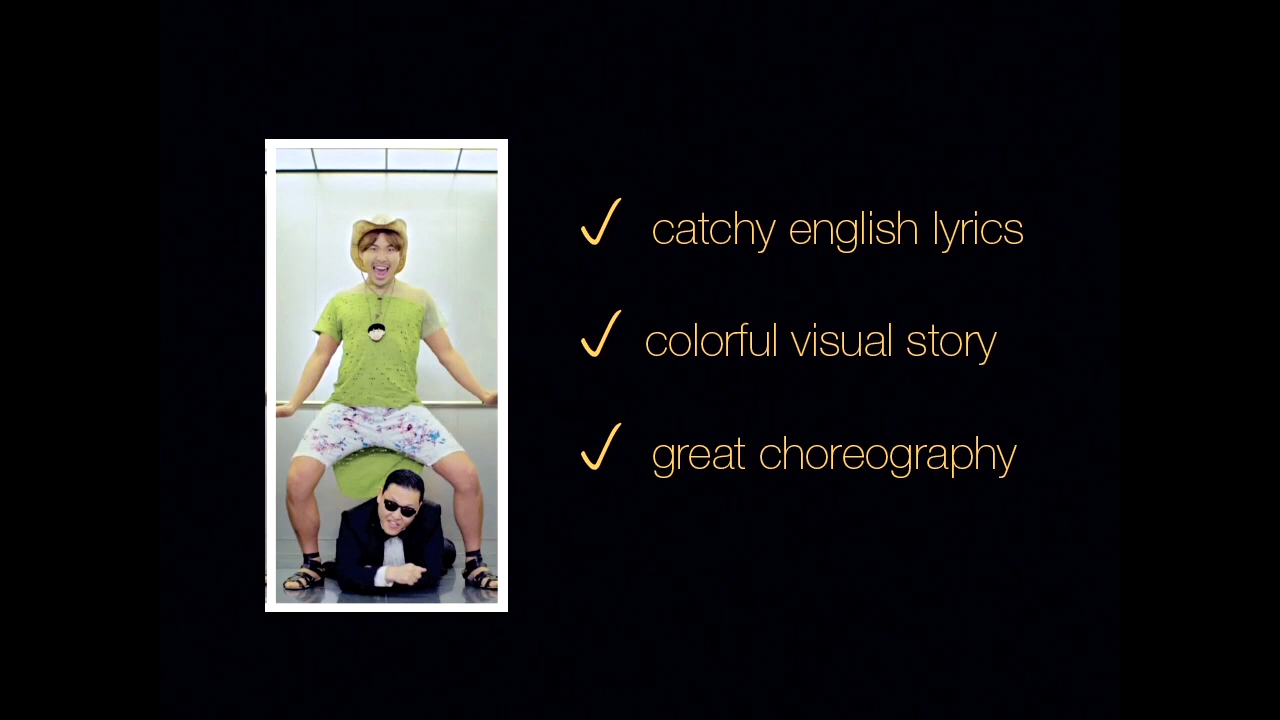 ✓ catchy english lyrics
✓ colorful visual story
✓ great choreography